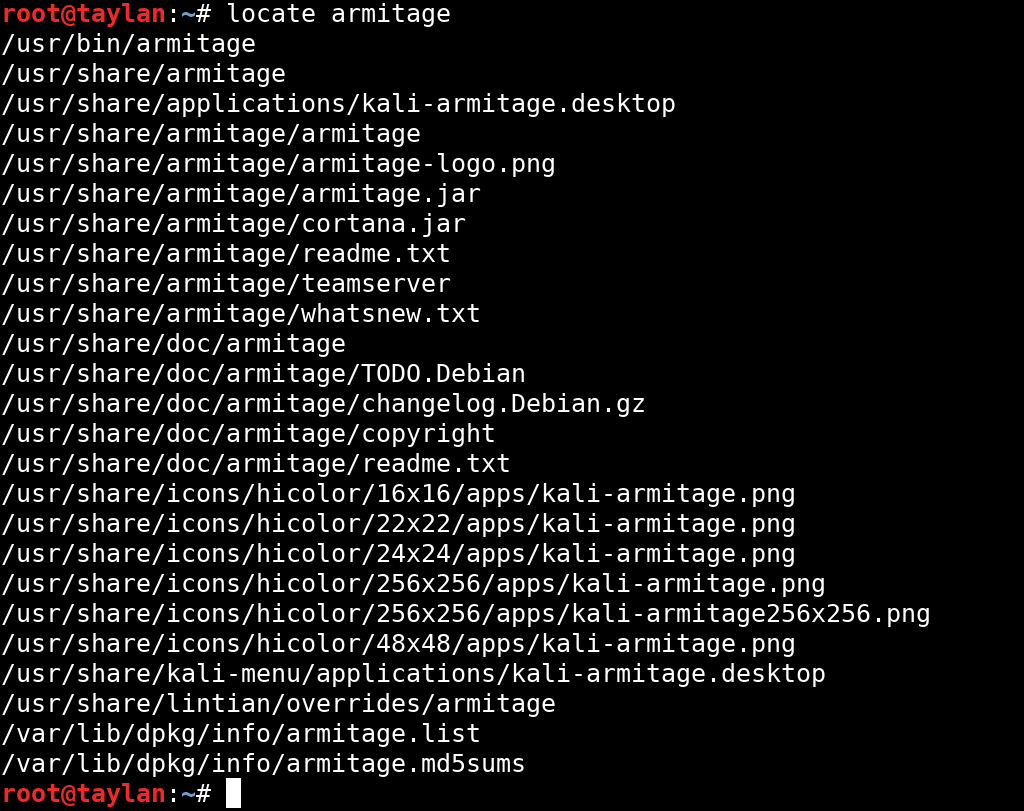 root@taylan:~# locate armitage
/usr/bin/armitage
/usr/share/armitage
/usr/share/applications/kali-armitage.desktop
/usr/share/armitage/armitage
/usr/share/armitage/armitage-logo.png
/usr/share/armitage/armitage.jar
/usr/share/armitage/cortana.jar
/usr/share/armitage/readme.txt
/usr/share/armitage/teamserver
/usr/share/armitage/whatsnew.txt
/usr/share/doc/armitage
/usr/share/doc/armitage/TODO.Debian
/usr/share/doc/armitage/changelog.Debian.gz
/usr/share/doc/armitage/copyright
/usr/share/doc/armitage/readme.txt
/usr/share/icons/hicolor/16x16/apps/kali-armitage.png
/usr/share/icons/hicolor/22x22/apps/kali-armitage.png
/usr/share/icons/hicolor/24x24/apps/kali-armitage.png
/usr/share/icons/hicolor/256x256/apps/kali-armitage.png
/usr/share/icons/hicolor/256x256/apps/kali-armitage256x256.png
/usr/share/icons/hicolor/48x48/apps/kali-armitage.png
/usr/share/kali-menu/applications/kali-armitage.desktop
/usr/share/lintian/overrides/armitage
/var/lib/dpkg/info/armitage.list
/var/lib/dpkg/info/armitage.md5sums
root@taylan:~#